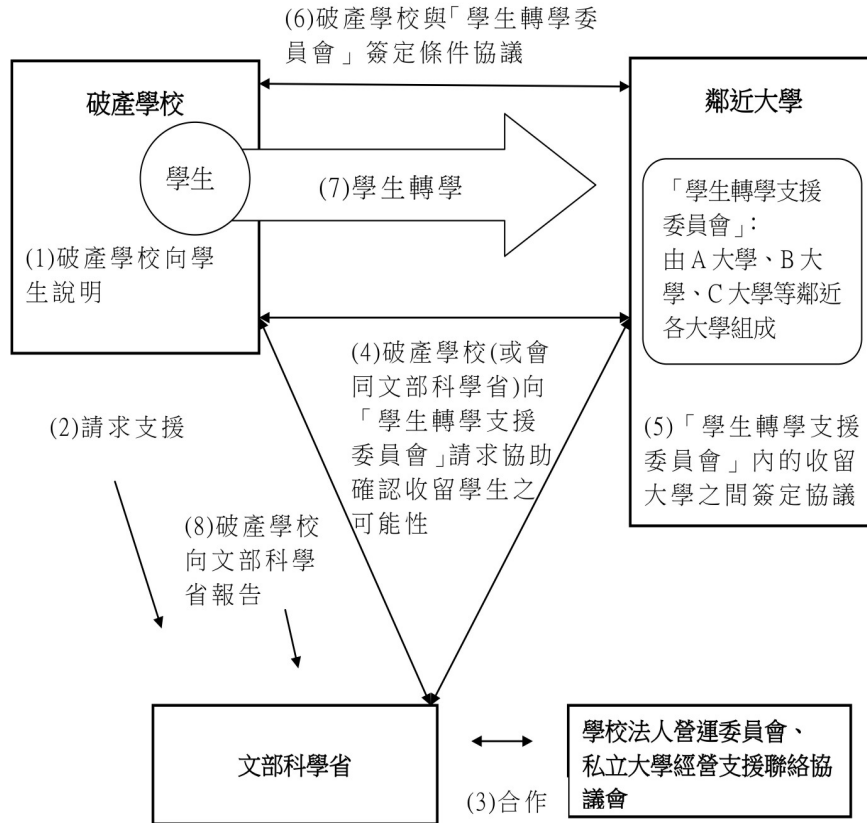 (6)破產學校與「學生轉學委
員會」簽定條件協議
破產學校
鄰近大學
學生
(7)學生轉學
「學生轉學支援
委員會」:
由A大學、B大
學、C大學等鄰近
各大學組成
(1)破產學校向學
生說明
(4)破產學校(或會
同文部科學省)向
「學生轉學支援
委員會」請求協助
確認收留學生之
可能性
(2)請求支援
(5)「學生轉學支援
委員會」內的收留
大學之間簽定協議
(8)破產學校
向文部科學
省報告
文部科學省
(3)合作
學校法人營運委員會、
私立大學經營支援聯絡協
議會